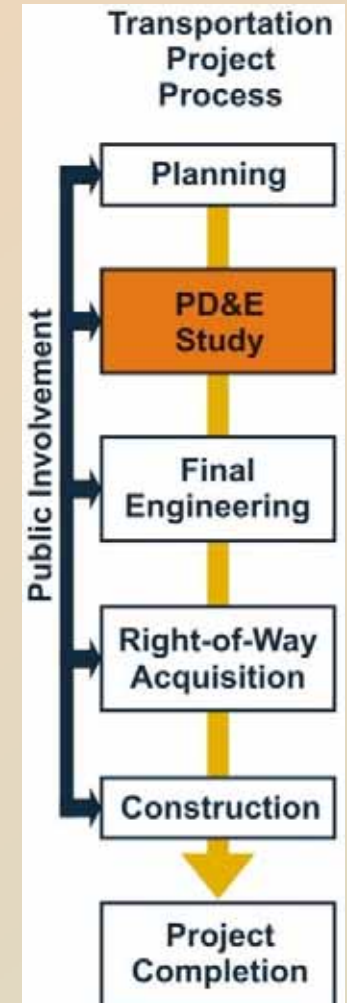 Transportation
Project
Process
Planning
PD&E
Study
Final
Engineering
Right-of-Way
Acquisition
Construction
Project
Completion
Public Involvement